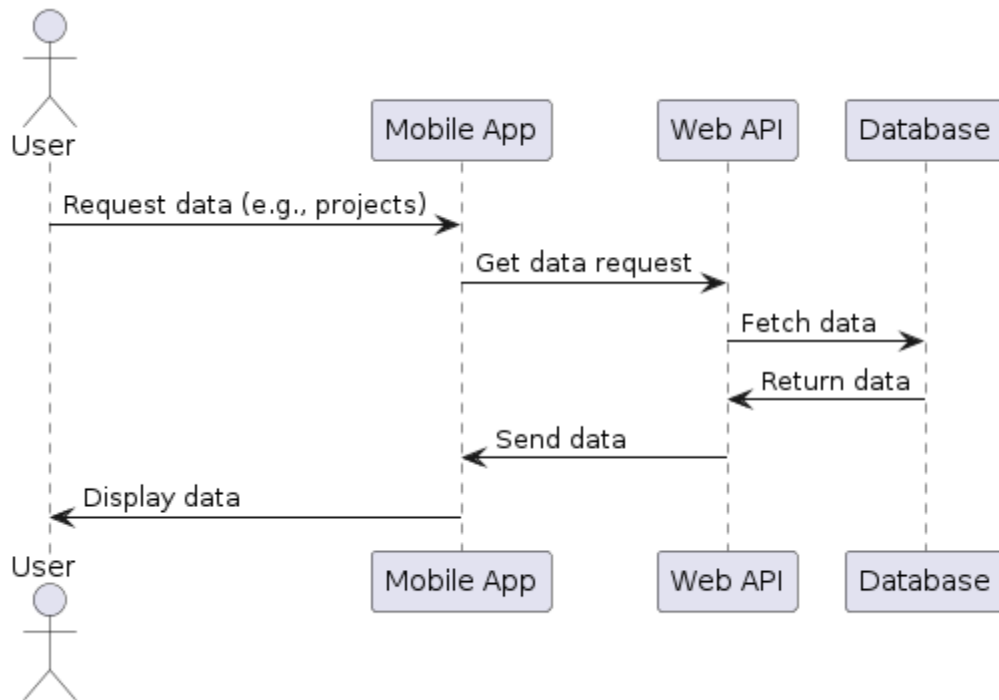 User
Mobile App
Web API
Database
Request data (e.g., projects)
Get data request
Fetch data
Return data
Send data
Display data
User
Mobile App
Web API
Database